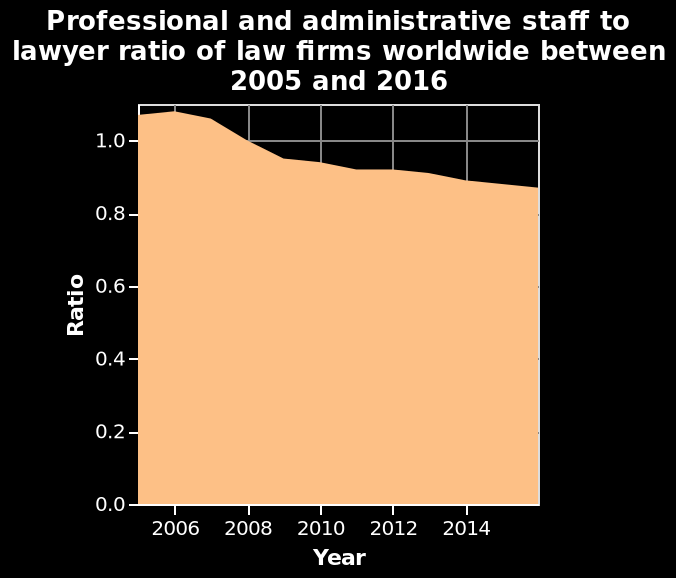 Professional and administrative staff to
lawyer ratio of law firms worldwide between
2005 and 2016
1.0
0.8
0.6
0.4
0.2
0.0
Ratio
2006 2008 2010 2012 2014
Year